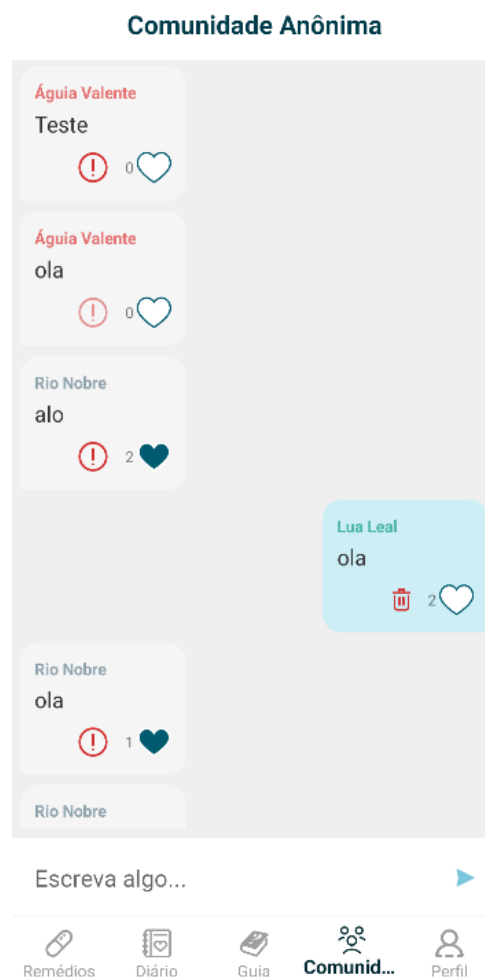 Comunidade Anônima
Águia Valente
Teste
0
Águia Valente
ola
0
Rio Nobre
alo
2
Lua Leal
ola
2
Rio Nobre
ola
1
Rio Nobre
Escreva algo...
Remédios Diário Guia Comunid... Perfil